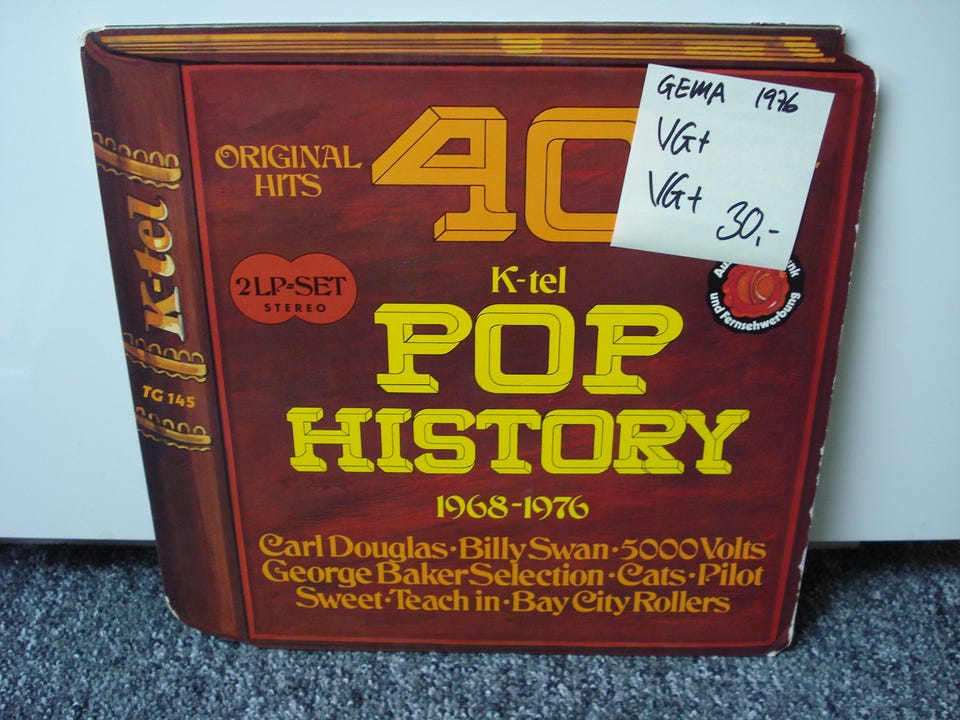 GEMA 1976
VG+
VG+
30,-
ORIGINAL
HITS
40
K-tel
2 LP=SET
STEREO
K-tel
POP
HISTORY
1968-1976
und Fernsehwerbung
TG 145
Carl Douglas·Billy Swan·5000 Volts
George Baker Selection·Cats·Pilot
Sweet·Teach in·Bay City Rollers